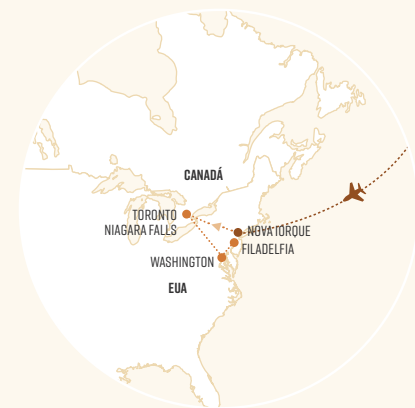 CANADÁ
TORONTO
NIAGARA FALLS
NOVA IORQUE
FILADELFIA
WASHINGTON
EUA